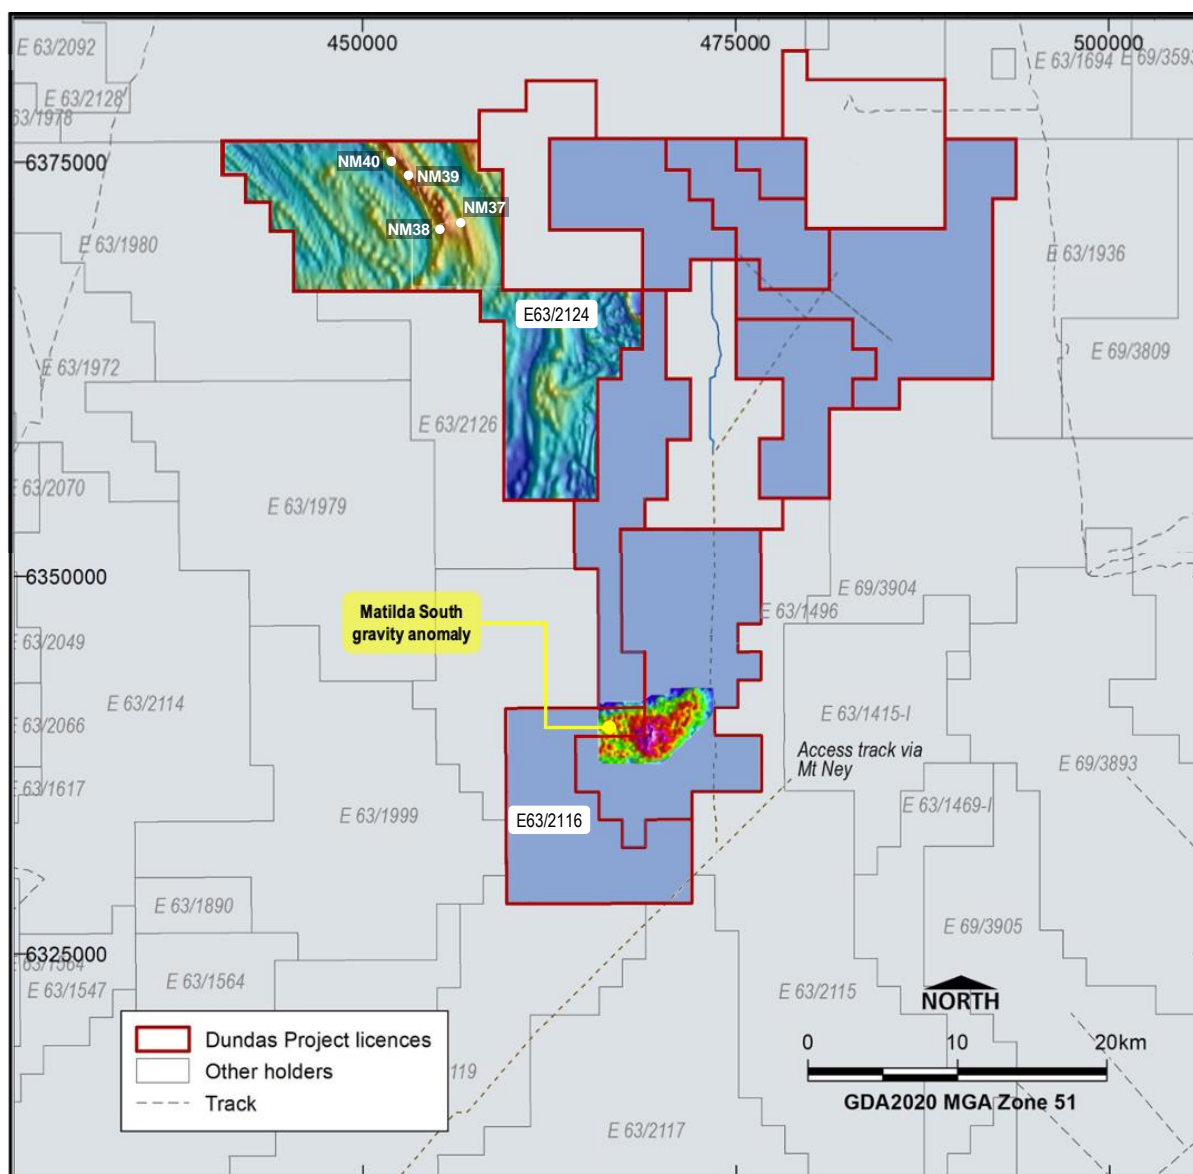 450000
475000
500000
E 63/2092
E 63/1694
E 69/3593
E 63/2128
63/1978
6375000
NM40
NM39
NM37
NM38
E 63/1980
E 63/1936
E63/2124
E 69/3809
E 63/1972
E 63/2126
E 63/2070
E 63/1979
6350000
E 69/3904
Matilda South
gravity anomaly
E 63/1496
E 63/2049
E 63/2114
E 63/2066
E 63/1415-I
Access track via
Mt Ney
E 69/3893
E 63/1617
E 63/1469-I
E 63/1999
E63/2116
E 63/1890
E 69/3905
6325000
E 63/1564
E 63/1564
E 63/1547
E 63/2115
NORTH
0 10 20km
GDA2020 MGA Zone 51
Dundas Project licences
Other holders
Track
119
E 63/2117